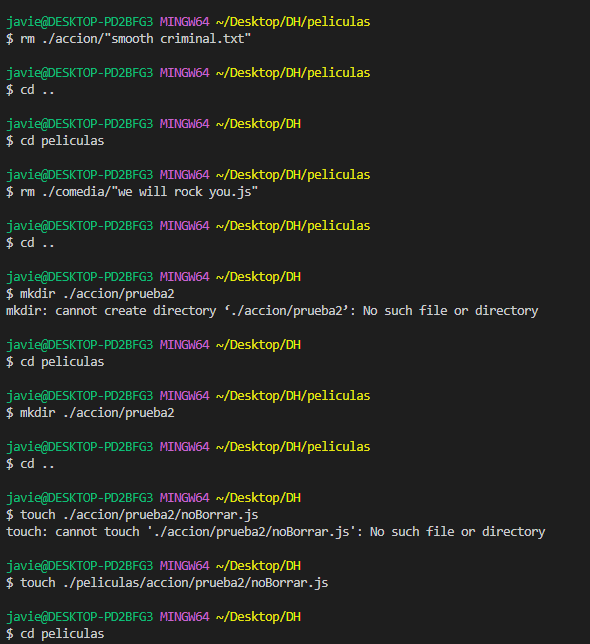 javie@DESKTOP-PD2BFG3 MINGW64 ~/Desktop/DH/peliculas
$ rm ./accion/"smooth criminal.txt"
javie@DESKTOP-PD2BFG3 MINGW64 ~/Desktop/DH/peliculas
$ cd ..
javie@DESKTOP-PD2BFG3 MINGW64 ~/Desktop/DH
$ cd peliculas
javie@DESKTOP-PD2BFG3 MINGW64 ~/Desktop/DH/peliculas
$ rm ./comedia/"we will rock you.js"
javie@DESKTOP-PD2BFG3 MINGW64 ~/Desktop/DH/peliculas
$ cd ..
javie@DESKTOP-PD2BFG3 MINGW64 ~/Desktop/DH
$ mkdir ./accion/prueba2
mkdir: cannot create directory ‘./accion/prueba2’: No such file or directory
javie@DESKTOP-PD2BFG3 MINGW64 ~/Desktop/DH
$ cd peliculas
javie@DESKTOP-PD2BFG3 MINGW64 ~/Desktop/DH/peliculas
$ mkdir ./accion/prueba2
javie@DESKTOP-PD2BFG3 MINGW64 ~/Desktop/DH/peliculas
$ cd ..
javie@DESKTOP-PD2BFG3 MINGW64 ~/Desktop/DH
$ touch ./accion/prueba2/noBorrar.js
touch: cannot touch './accion/prueba2/noBorrar.js': No such file or directory
javie@DESKTOP-PD2BFG3 MINGW64 ~/Desktop/DH
$ touch ./peliculas/accion/prueba2/noBorrar.js
javie@DESKTOP-PD2BFG3 MINGW64 ~/Desktop/DH
$ cd peliculas